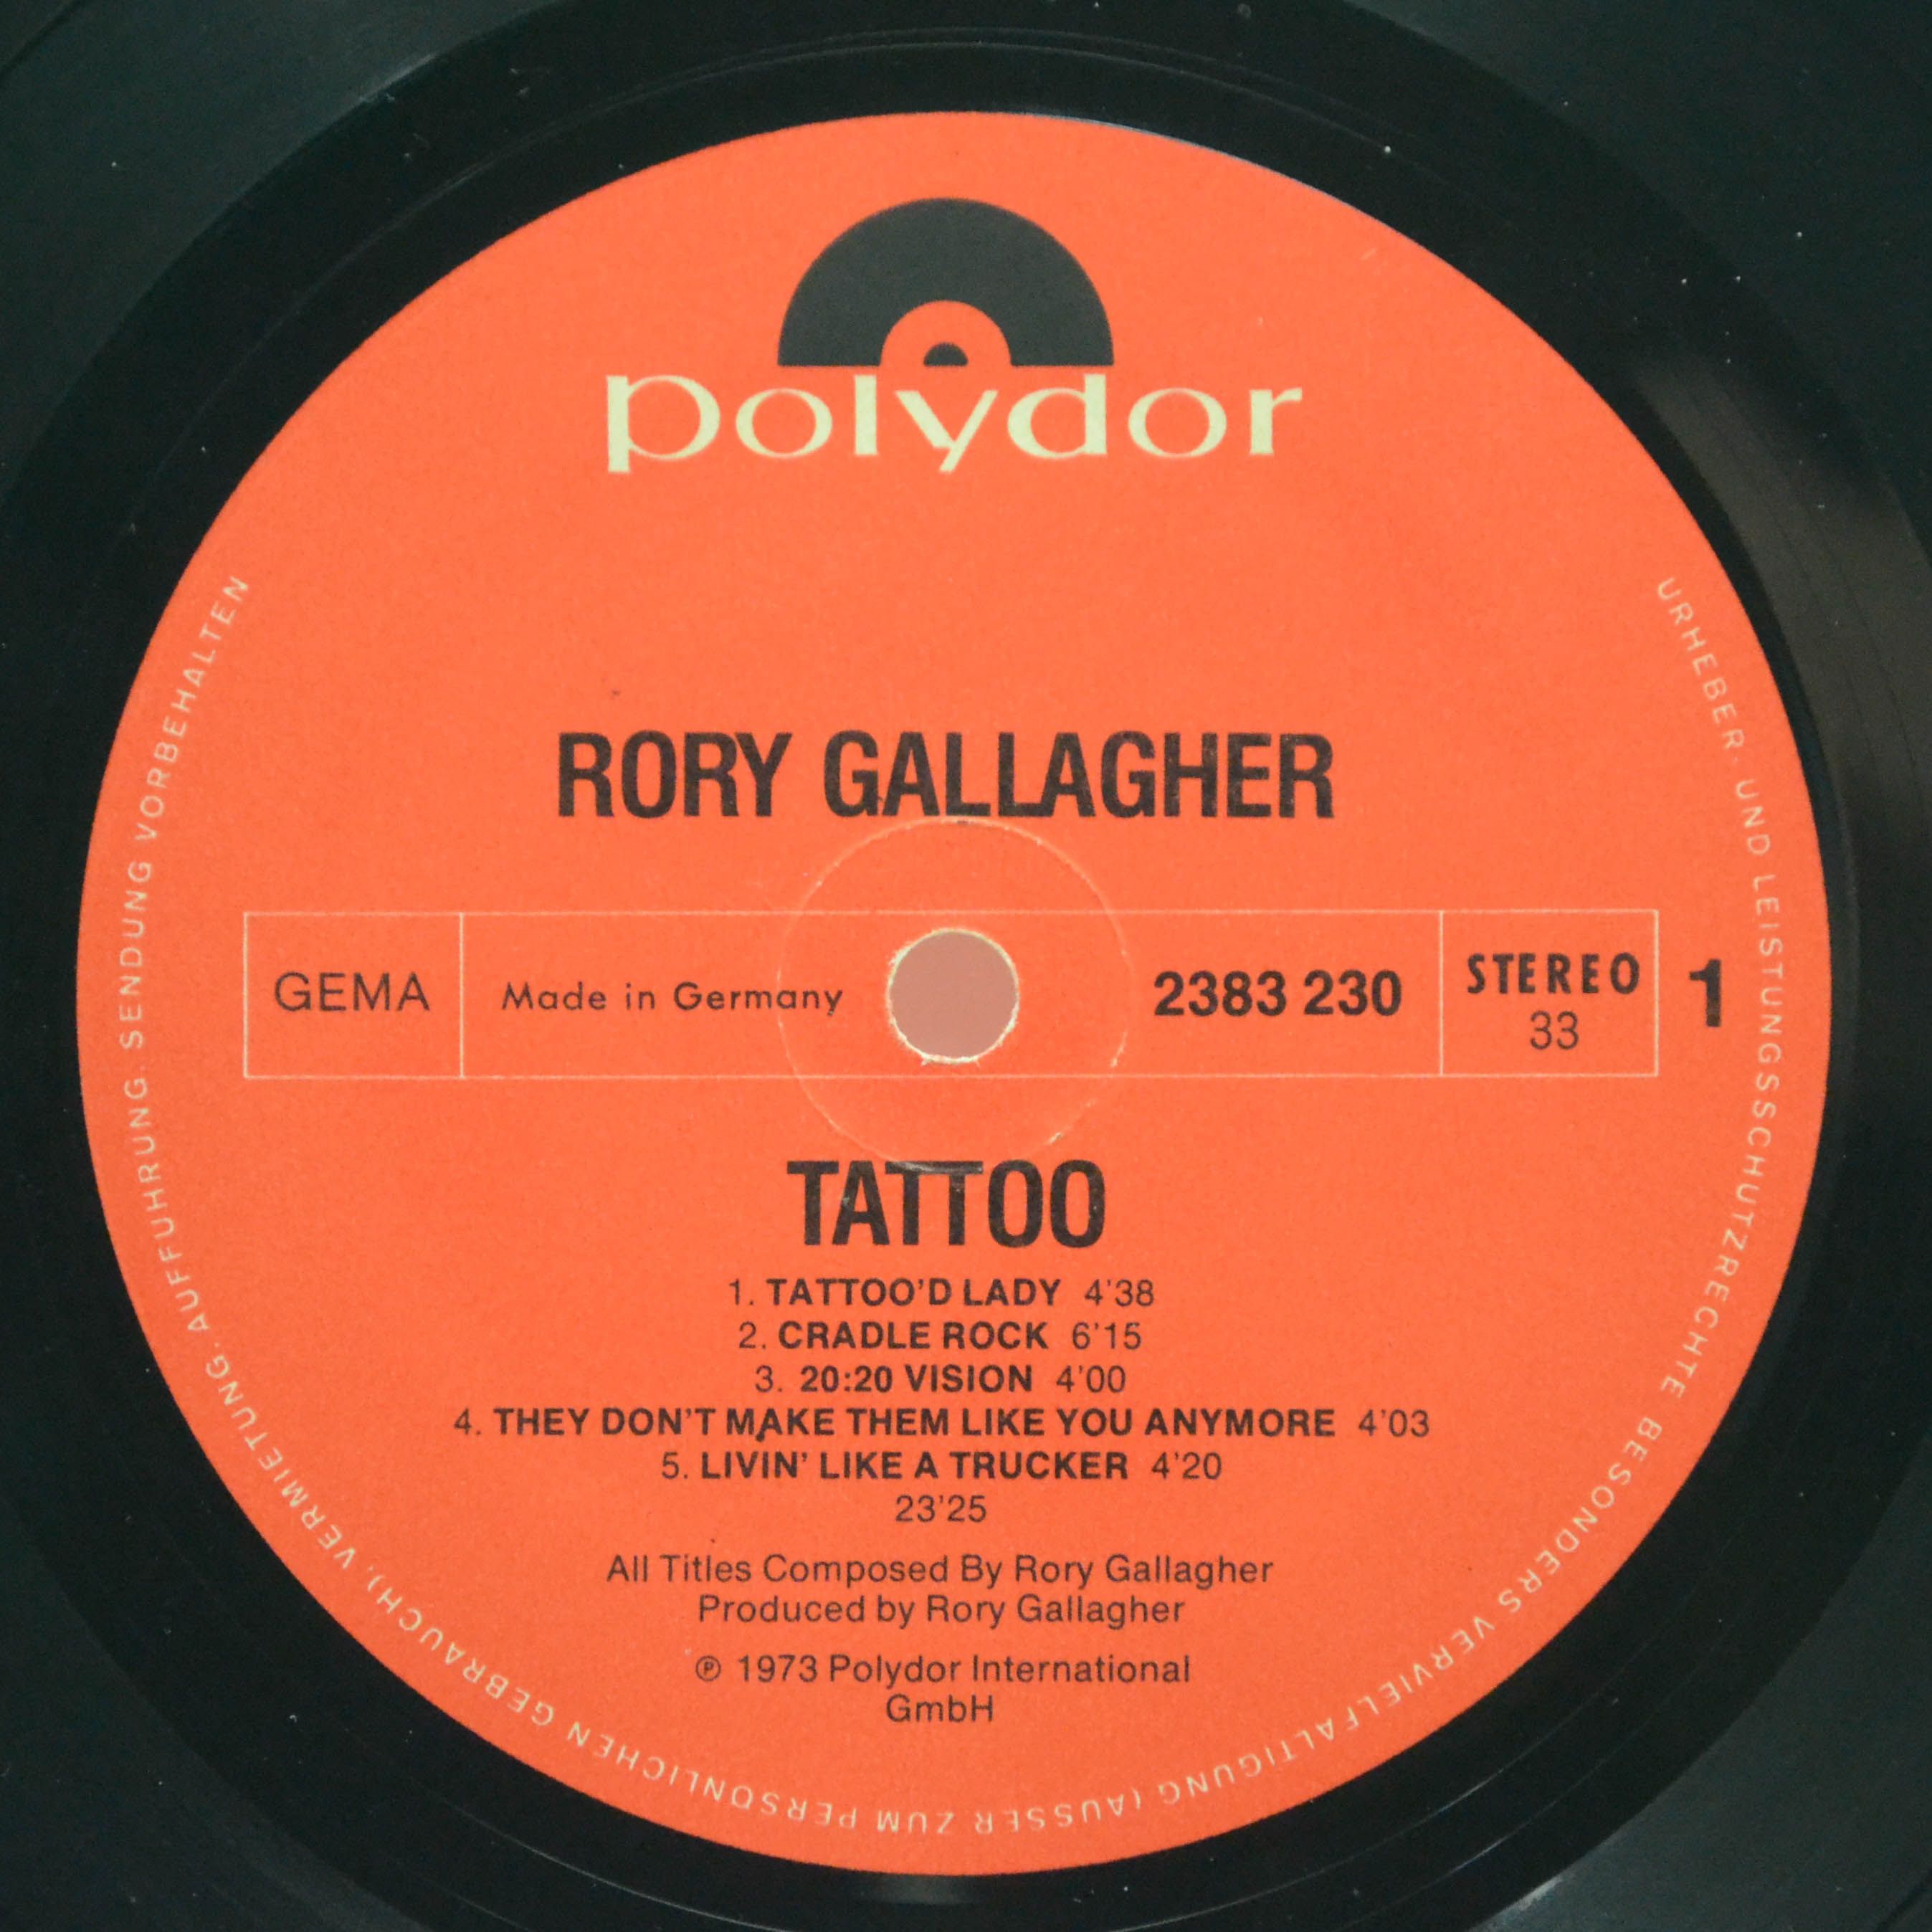 polydor
RORY GALLAGHER
GEMA
Made in Germany
2383 230
STEREO
33
1
TATTOO
1. TATTOO'D LADY 4'38
2. CRADLE ROCK 6'15
3. 20:20 VISION 4'00
4. THEY DON'T MAKE THEM LIKE YOU ANYMORE 4'03
5. LIVIN' LIKE A TRUCKER 4'20
23'25
All Titles Composed By Rory Gallagher
Produced by Rory Gallagher
℗ 1973 Polydor International
GmbH
URHEBER- UND LEISTUNGSSCHUTZRECHTE BESONDERS VERVIELFALTIGUNG (AUSSER ZUM PERSONLICHEN GEBRAUCH), VERMIETUNG, AUFFUHRUNG, SENDUNG VORBEHALTEN